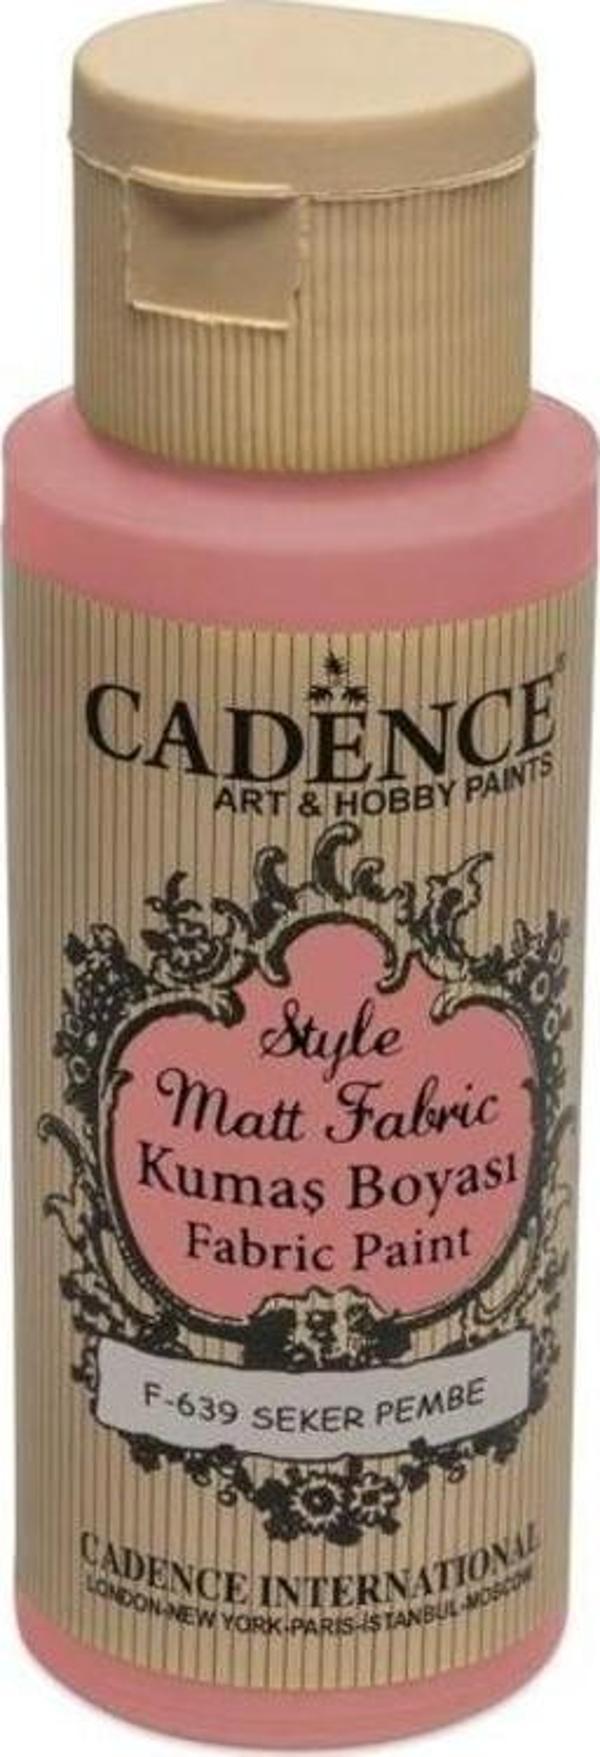 CADENCE®
ART & HOBBY PAINTS
Style
Matt Fabric
Kumaş Boyası
Fabric Paint
F-639 SEKER PEMBE
CADENCE INTERNATIONAL
LONDON-NEW YORK-PARIS-İSTANBUL-MOSCOW